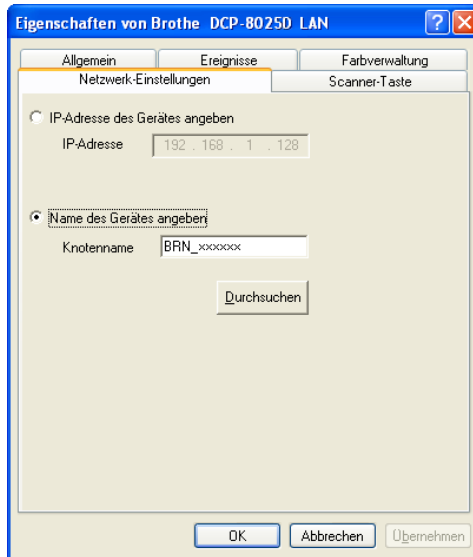 Eigenschaften von Brothe DCP-8025D LAN
Allgemein Ereignisse Farbverwaltung
Netzwerk-Einstellungen Scanner-Taste
IP-Adresse des Gerätes angeben
IP-Adresse 192 . 168 . 1 . 128
Name des Gerätes angeben
Knotenname BRN_xxxxxx
Durchsuchen
OK Abbrechen Übernehmen